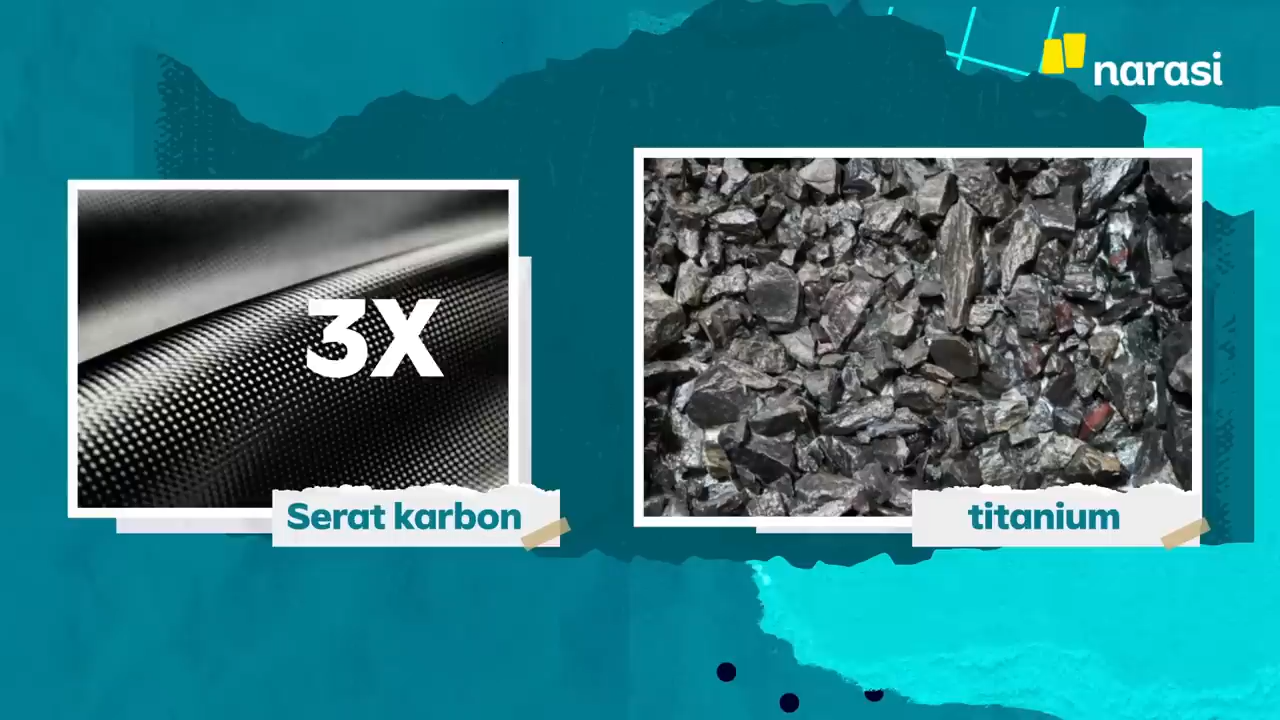 narasi
3X
Serat karbon
titanium